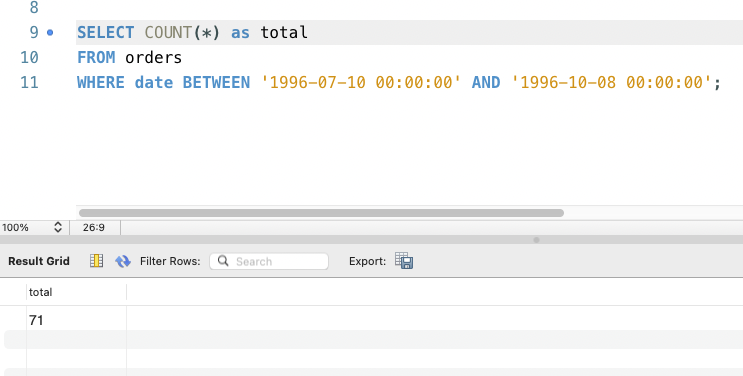 8
9 SELECT COUNT(*) as total
10 FROM orders
11 WHERE date BETWEEN '1996-07-10 00:00:00' AND '1996-10-08 00:00:00';
100% 26:9
Result Grid Filter Rows: Search Export:
total
71